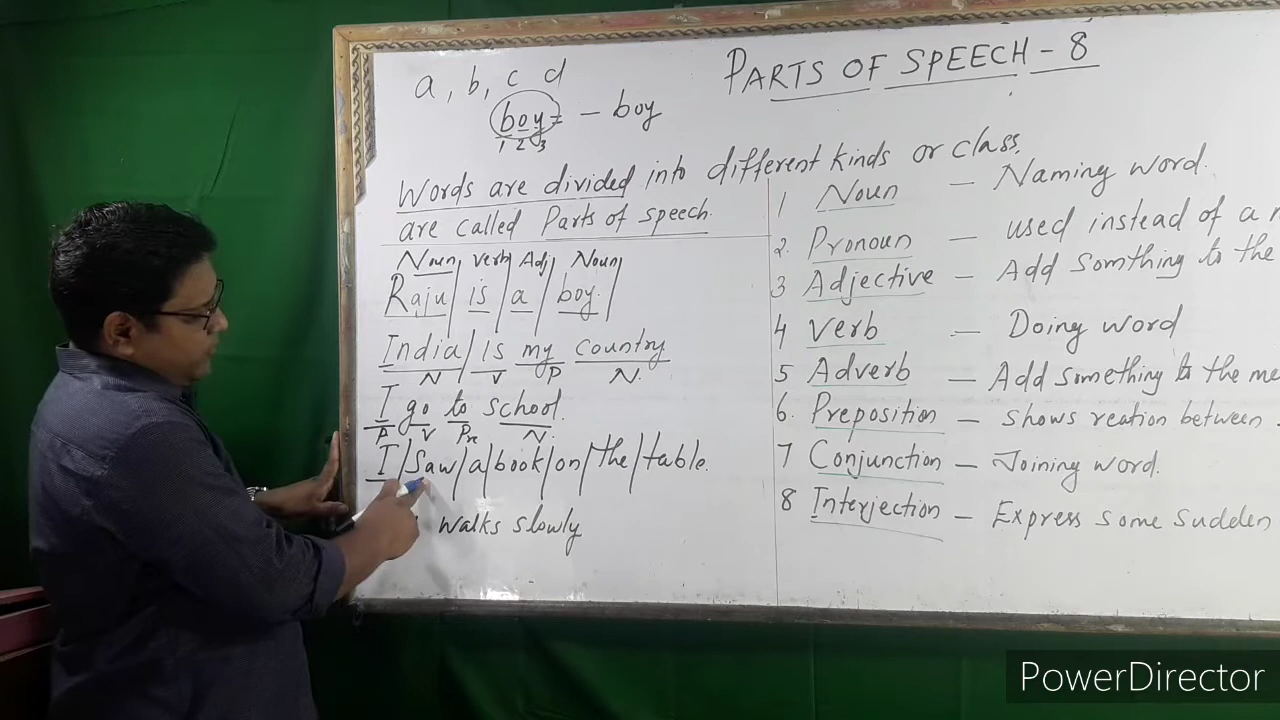 a, b, c d
PARTS OF SPEECH - 8
boy = - boy
1 2 3
Words are divided into different kinds or class.
are called Parts of speech.
Noun verb Adj Noun
Raju is a boy.
India is my country
N V P N.
I go to school.
P V Pre N.
I saw a book on the table.
walks slowly
1 Noun - Naming word.
2. Pronoun - used instead of a
3 Adjective - Add somthing to the
4 Verb - Doing word
5 Adverb - Add something to the me
6. Preposition - shows reation between
7 Conjunction - Joining word.
8 Interjection - Express some sudden
PowerDirector